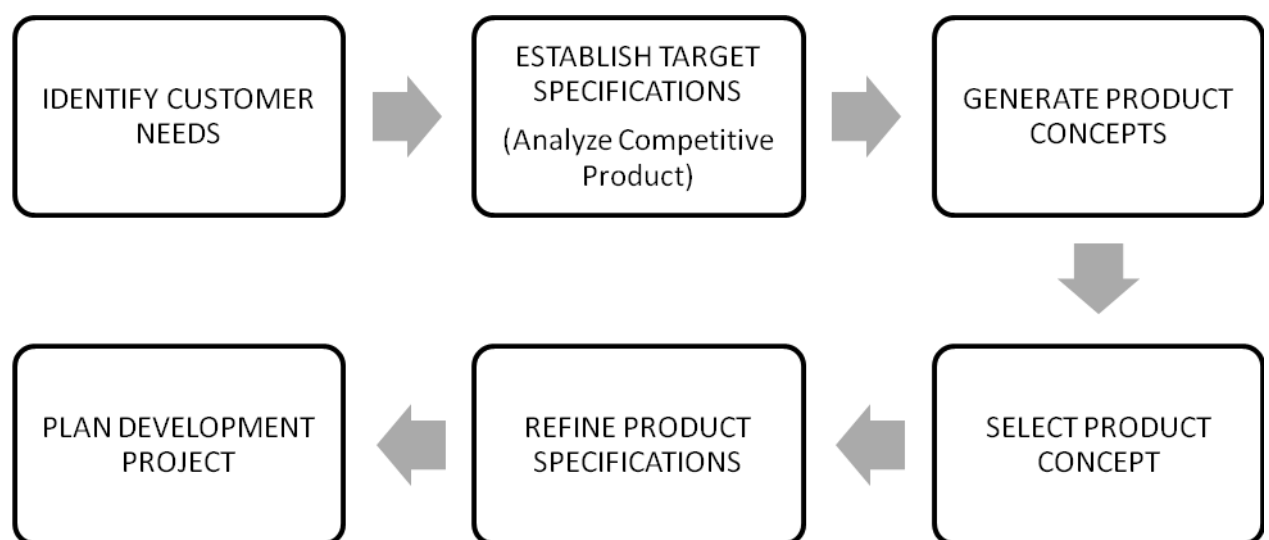 IDENTIFY CUSTOMER
NEEDS
ESTABLISH TARGET
SPECIFICATIONS
(Analyze Competitive
Product)
GENERATE PRODUCT
CONCEPTS
SELECT PRODUCT
CONCEPT
REFINE PRODUCT
SPECIFICATIONS
PLAN DEVELOPMENT
PROJECT